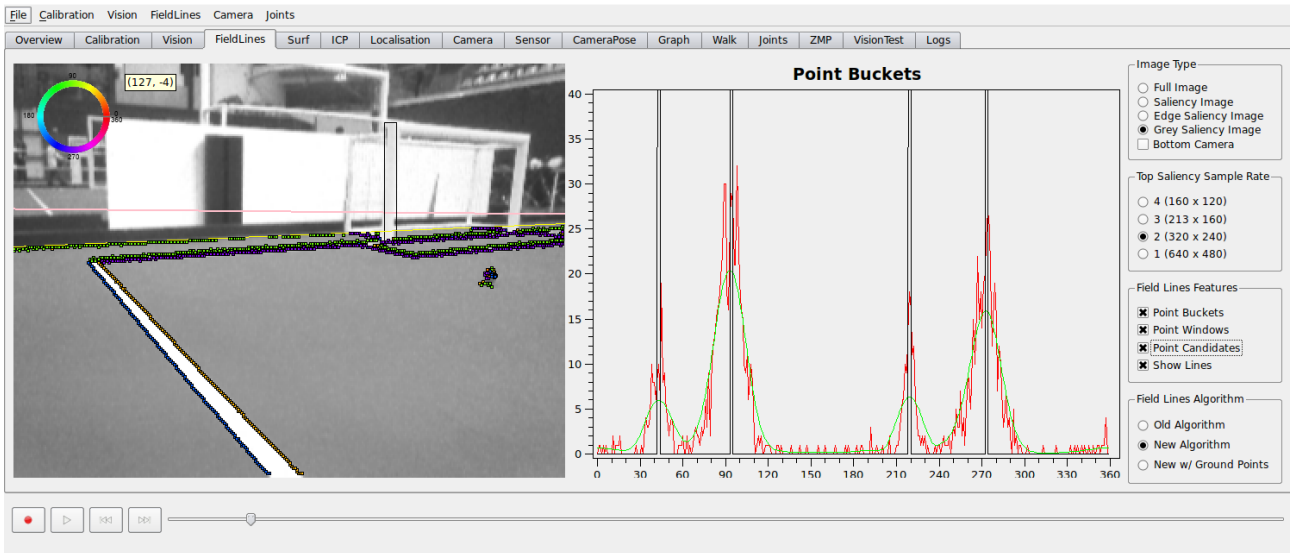 File Calibration Vision FieldLines Camera Joints
Overview Calibration Vision FieldLines Surf ICP Localisation Camera Sensor CameraPose Graph Walk Joints ZMP VisionTest Logs
90
(127, -4)
180
0
360
270
Point Buckets
40
35
30
25
20
15
10
5
0
0 30 60 90 120 150 180 210 240 270 300 330 360
Image Type
Full Image
Saliency Image
Edge Saliency Image
Grey Saliency Image
Bottom Camera
Top Saliency Sample Rate
4 (160 x 120)
3 (213 x 160)
2 (320 x 240)
1 (640 x 480)
Field Lines Features
Point Buckets
Point Windows
Point Candidates
Show Lines
Field Lines Algorithm
Old Algorithm
New Algorithm
New w/ Ground Points